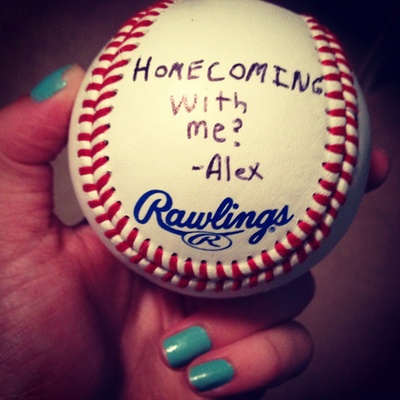 HOMECOMING
with
me?
-Alex
Rawlings
R